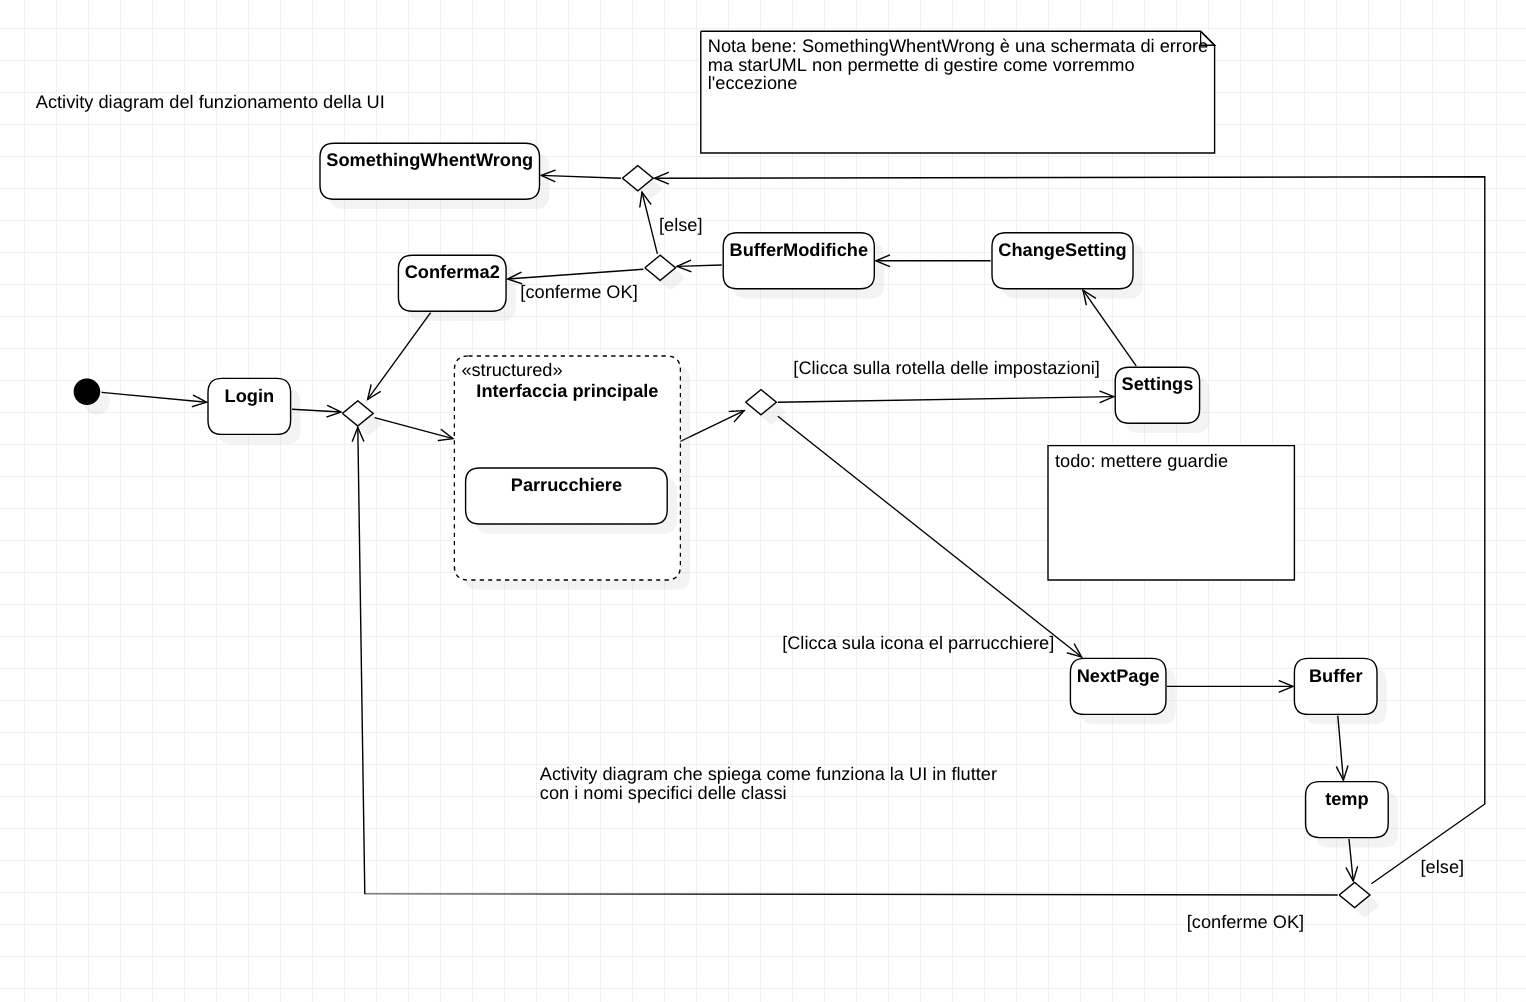 Nota bene: SomethingWhentWrong è una schermata di errore
ma starUML non permette di gestire come vorremmo
l'eccezione
Activity diagram del funzionamento della UI
SomethingWhentWrong
[else]
BufferModifiche
ChangeSetting
Conferma2
[conferme OK]
«structured»
Interfaccia principale
[Clicca sulla rotella delle impostazioni]
Settings
Login
Parrucchiere
todo: mettere guardie
[Clicca sula icona el parrucchiere]
NextPage
Buffer
Activity diagram che spiega come funziona la UI in flutter
con i nomi specifici delle classi
temp
[else]
[conferme OK]